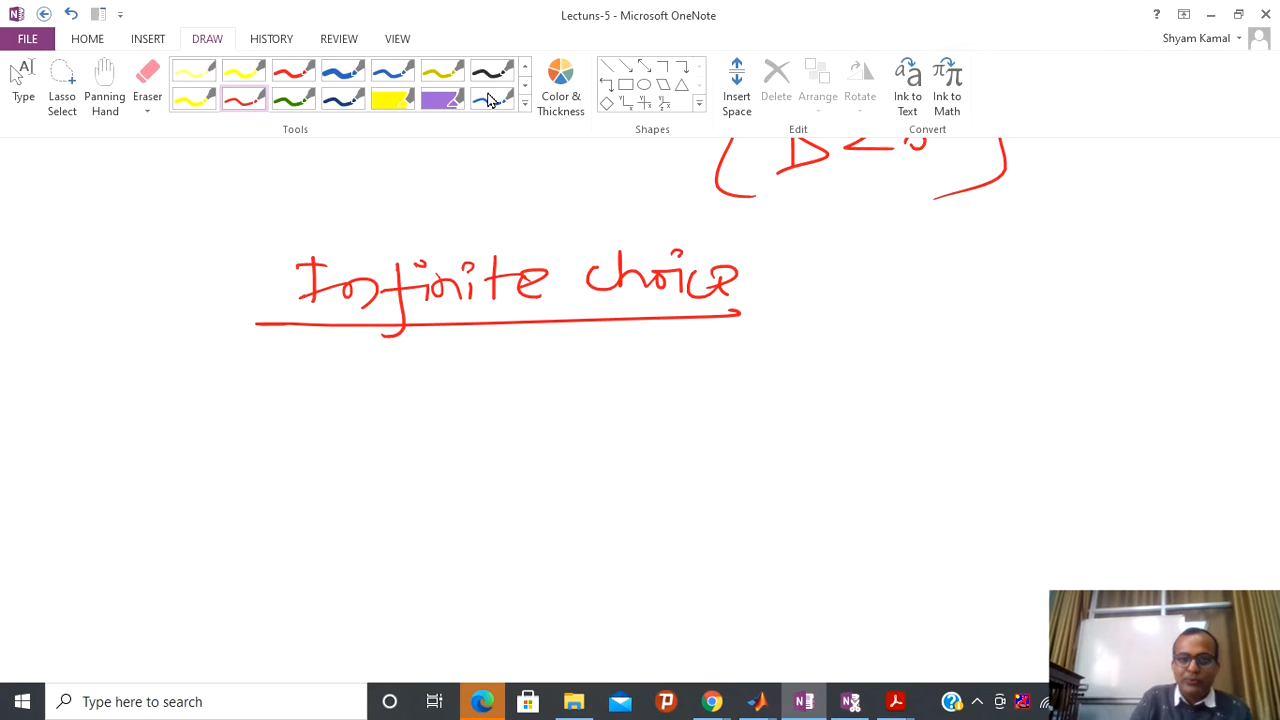 Lectuns-5 - Microsoft OneNote
FILE HOME INSERT DRAW HISTORY REVIEW VIEW
Shyam Kamal
Type
Lasso Select
Panning Hand
Eraser
Color & Thickness
Insert Space
Delete
Arrange
Rotate
Ink to Text
Ink to Math
Tools
Shapes
Edit
Convert
Infinite choice
Type here to search